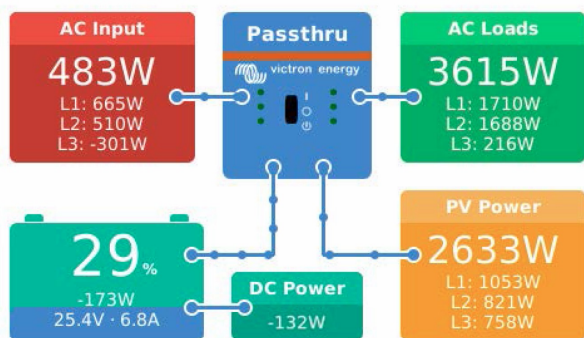 AC Input
483W
L1: 665W
L2: 510W
L3: -301W
Passthru
victron energy
AC Loads
3615W
L1: 1710W
L2: 1688W
L3: 216W
29%
-173W
25.4V · 6.8A
DC Power
-132W
PV Power
2633W
L1: 1053W
L2: 821W
L3: 758W